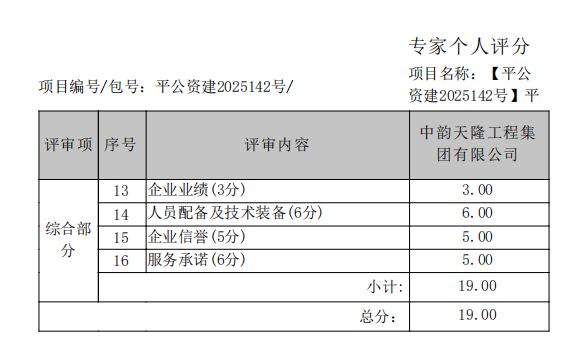 专家个人评分
项目编号/包号: 平公资建2025142号/
项目名称: 【平公
资建2025142号】平
评审项 序号 评审内容 中韵天隆工程集
团有限公司
综合部
分
13 企业业绩(3分) 3.00
14 人员配备及技术装备(6分) 6.00
15 企业信誉(5分) 5.00
16 服务承诺(6分) 5.00
小计: 19.00
总分: 19.00